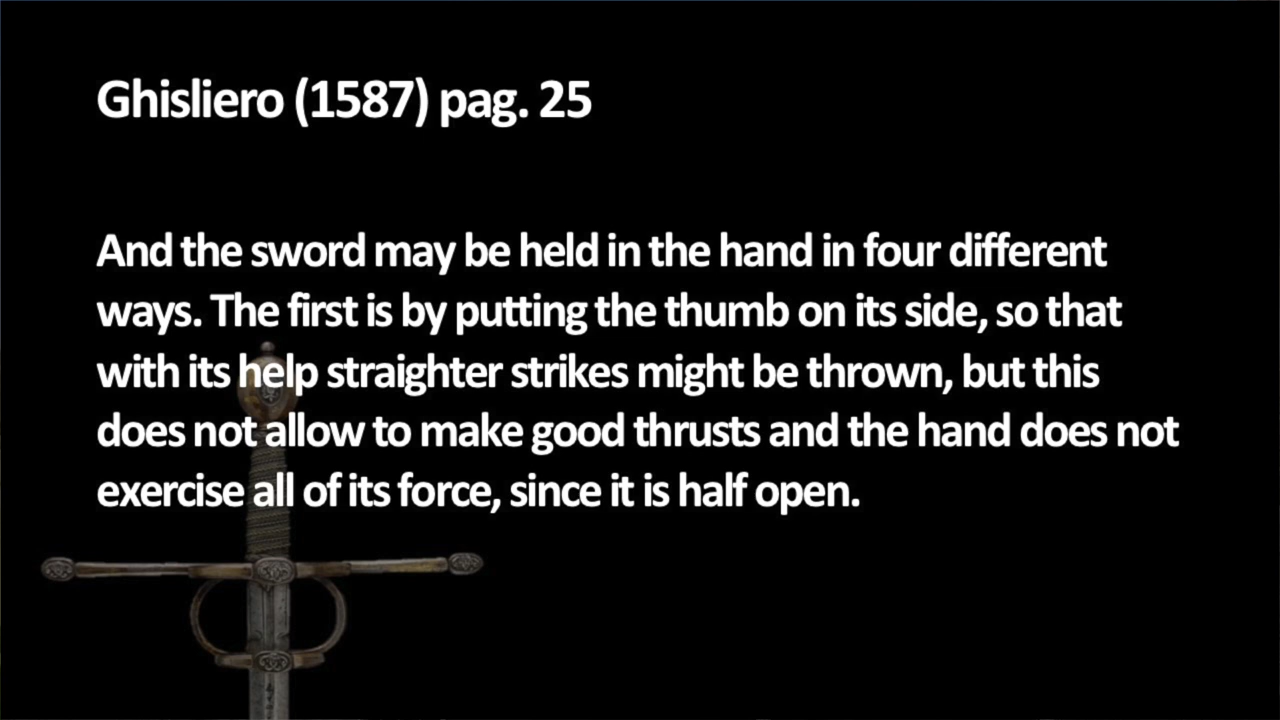 Ghisliero (1587) pag. 25
And the sword may be held in the hand in four different
ways. The first is by putting the thumb on its side, so that
with its help straighter strikes might be thrown, but this
does not allow to make good thrusts and the hand does not
exercise all of its force, since it is half open.